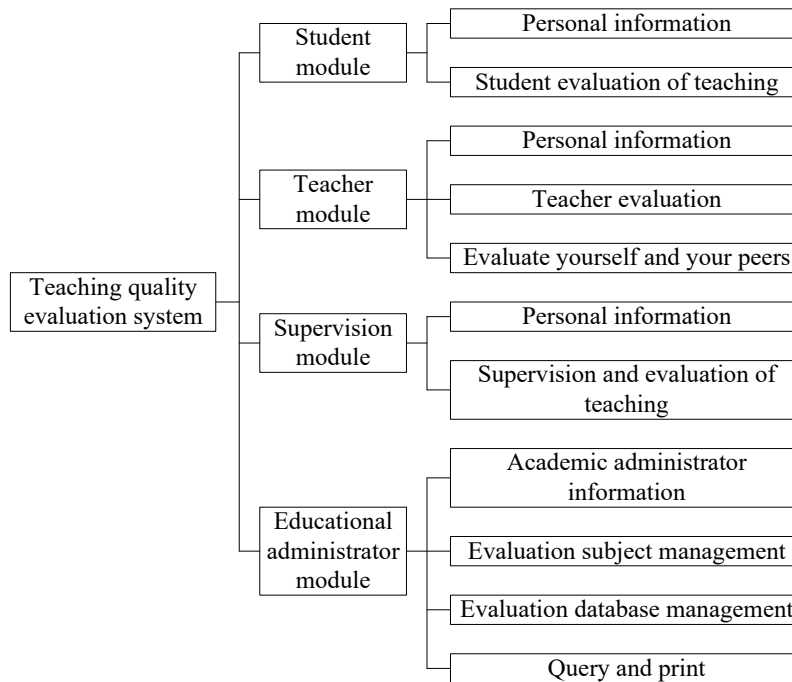 Teaching quality
evaluation system
Student
module
Personal information
Student evaluation of teaching
Teacher
module
Personal information
Teacher evaluation
Evaluate yourself and your peers
Supervision
module
Personal information
Supervision and evaluation of
teaching
Educational
administrator
module
Academic administrator
information
Evaluation subject management
Evaluation database management
Query and print